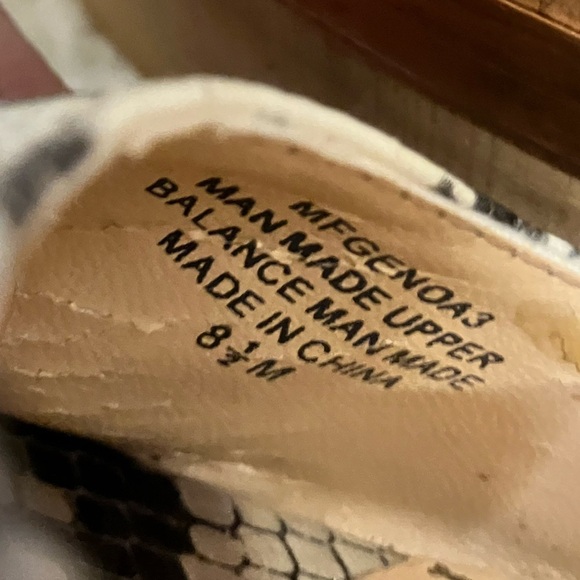 MFGENOA3
MAN MADE UPPER
BALANCE MAN MADE
MADE IN CHINA
8 1/2 M